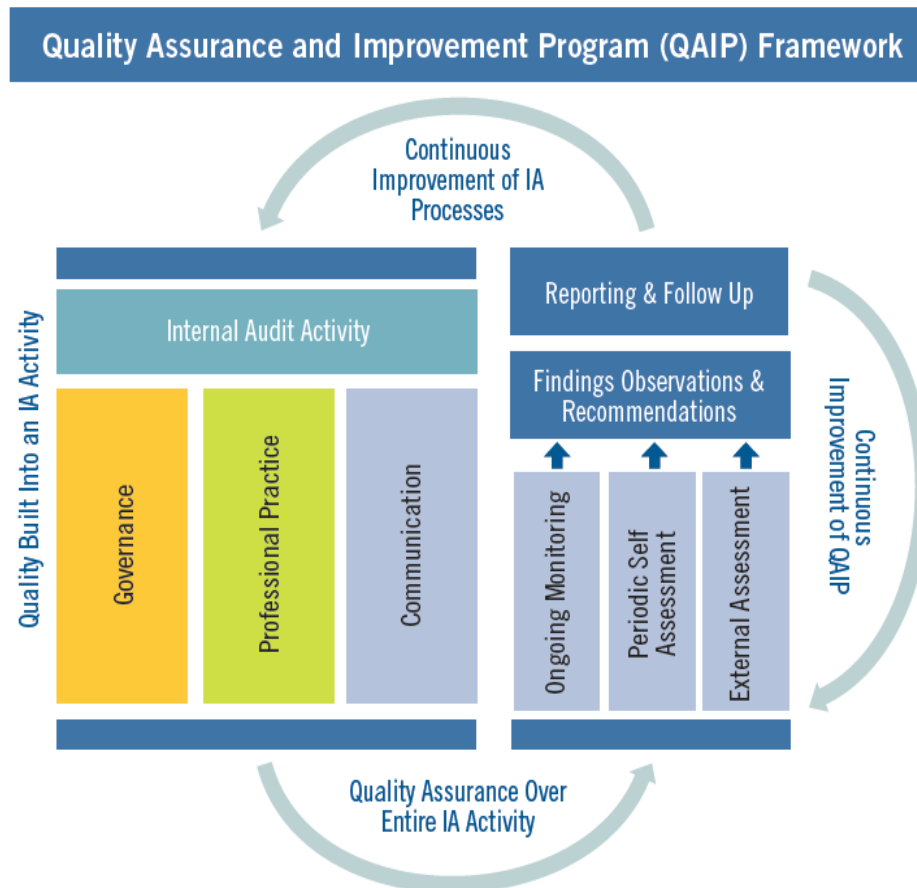 Quality Assurance and Improvement Program (QAIP) Framework
Continuous
Improvement of IA
Processes
Quality Built Into an IA Activity
Internal Audit Activity
Governance
Professional Practice
Communication
Reporting & Follow Up
Findings Observations &
Recommendations
Ongoing Monitoring
Periodic Self
Assessment
External Assessment
Continuous
Improvement of QAIP
Quality Assurance Over
Entire IA Activity